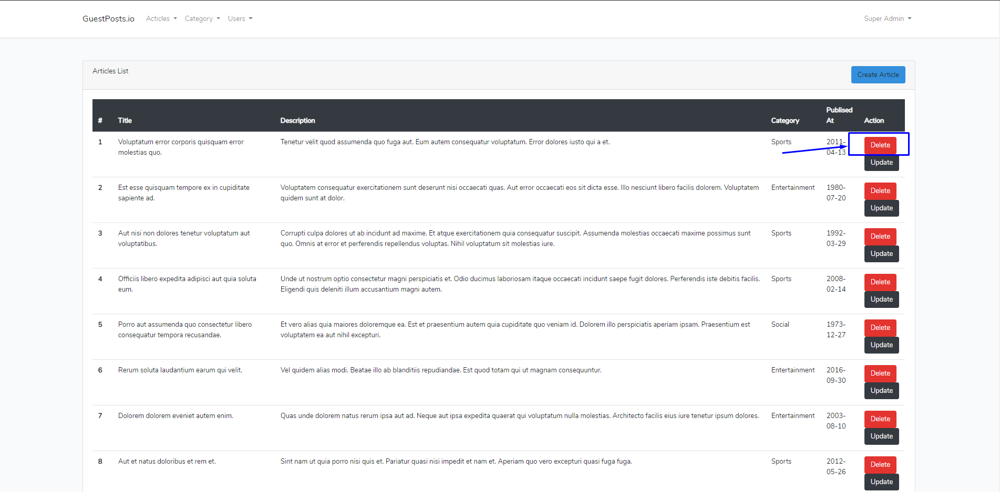 GuestPosts.io Acticles Category Users Super Admin
Articles List Create Article
# Title Description Category Publised At Action
1 Voluptatum error corporis quisquam error Tenetur velit quod assumenda quo fuga aut. Eum autem consequatur voluptatum. Error dolores iusto qui a et. Sports 2011- Delete
molestias quo. 04-13 Update
2 Est esse quisquam tempore ex in cupiditate Voluptatem consequatur exercitationem sunt deserunt nisi occaecati quas. Aut error occaecati eos sit dicta esse. Illo nesciunt libero facilis dolorem. Voluptatem Entertainment 1980- Delete
sapiente ad. quidem sunt at dolor. 07-20 Update
3 Aut nisi non dolores tenetur voluptatum aut Corrupti culpa dolores ut ab incidunt ad maxime. Et atque exercitationem quia consequatur suscipit. Assumenda molestias occaecati maxime possimus sunt Sports 1992- Delete
voluptatibus. quo. Omnis at error et perferendis repellendus voluptas. Nihil voluptatum sit molestias iure. 03-29 Update
4 Officiis libero expedita adipisci aut quia soluta Unde ut nostrum optio consectetur magni perspiciatis et. Odio ducimus laboriosam itaque occaecati incidunt saepe fugit dolores. Perferendis iste debitis facilis. Sports 2008- Delete
eum. Eligendi quis deleniti illum accusantium magni autem. 02-14 Update
5 Porro aut assumenda quo consectetur libero Et vero alias quia maiores doloremque ea. Est et praesentium autem quia cupiditate quo veniam id. Dolorem illo perspiciatis aperiam ipsam. Praesentium est Social 1973- Delete
consequatur tempora recusandae. voluptatem ea aut nihil excepturi. 12-27 Update
6 Rerum soluta laudantium earum qui velit. Vel quidem alias modi. Beatae illo ab blanditiis repudiandae. Est quod totam qui ut magnam consequuntur. Entertainment 2016- Delete
09-30 Update
7 Dolorem dolorem eveniet autem enim. Quas unde dolorem natus rerum ipsa aut ad. Neque aut ipsa expedita quaerat qui voluptatum nulla molestias. Architecto facilis eius iure tenetur ipsum dolores. Entertainment 2003- Delete
08-10 Update
8 Aut et natus doloribus et rem et. Sint nam ut quia porro nisi quis et. Pariatur quasi nisi impedit et nam et. Aperiam quo vero excepturi quasi fuga fuga. Sports 2012- Delete
05-26 Update